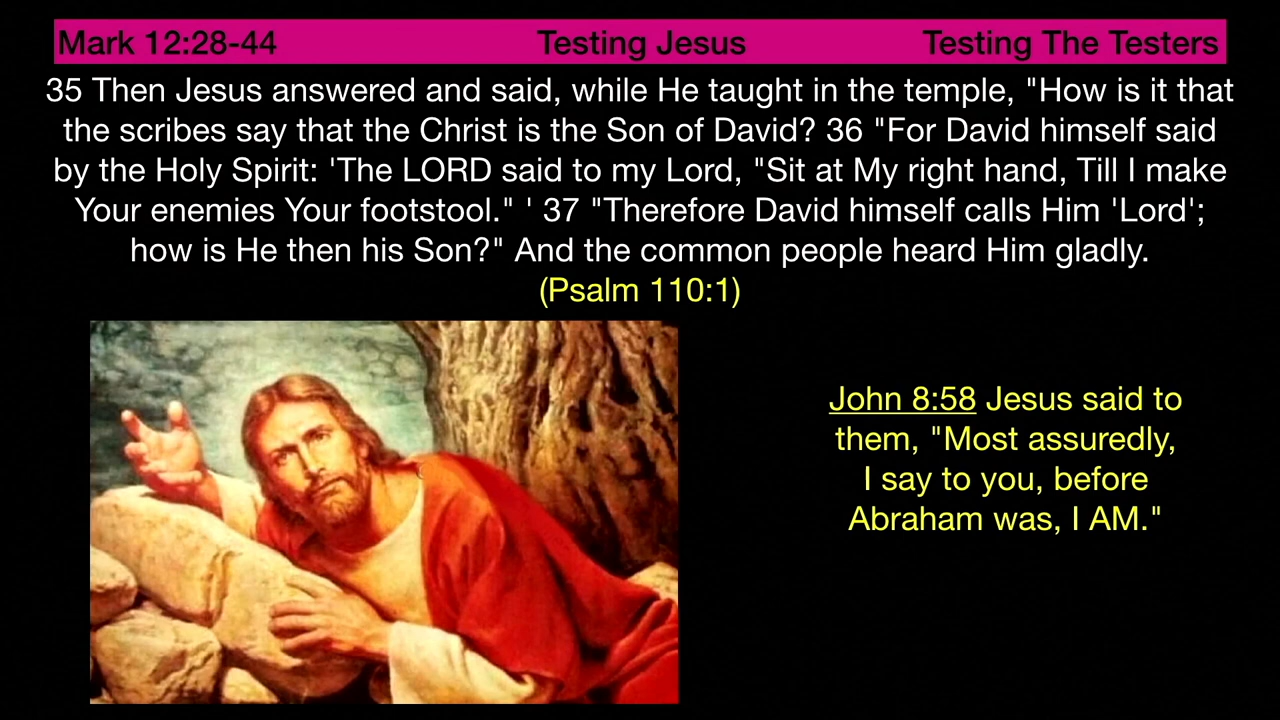 Mark 12:28-44 Testing Jesus Testing The Testers
35 Then Jesus answered and said, while He taught in the temple, "How is it that
the scribes say that the Christ is the Son of David? 36 "For David himself said
by the Holy Spirit: 'The LORD said to my Lord, "Sit at My right hand, Till I make
Your enemies Your footstool." ' 37 "Therefore David himself calls Him 'Lord';
how is He then his Son?" And the common people heard Him gladly.
(Psalm 110:1)
John 8:58 Jesus said to
them, "Most assuredly,
I say to you, before
Abraham was, I AM."